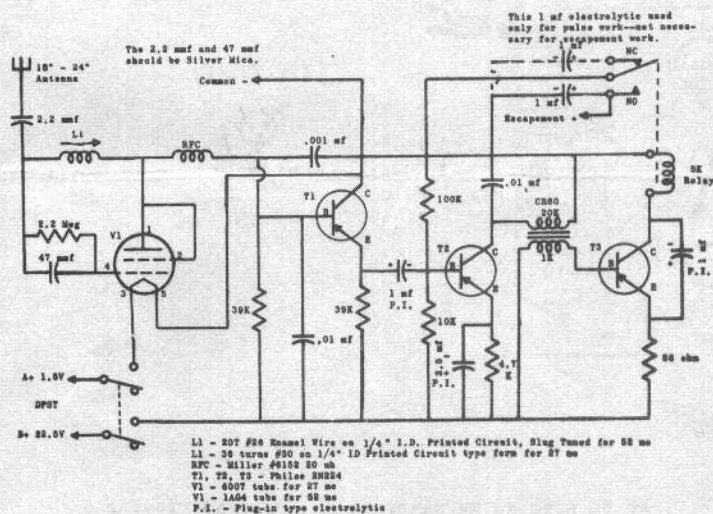 This 1 mf electrolytic used
only for pulse work--not neces-
sary for escapement work.
The 2.2 mmf and 47 mmf
should be Silver Mica.
18" - 24"
Antenna
Common -
1 mf
NC
1 mf
NO
Escapement +
2.2 mmf
L1
RFC
.001 mf
5K
Relay
T1
C
B
E
100K
.01 mf
CR60
20K
1K
2.2 Meg
V1
1
2
47 mmf
4
3
5
T2
C
B
E
T3
C
B
E
1 mf
P.I.
1 mf
P.I.
39K
39K
10K
.01 mf
P.I.
4.7
K
ohm
A+ 1.5V
DPST
B+ 22.5V
L1 - 20T #26 Enamel Wire on 1/4" I.D. Printed Circuit, Slug Tuned for 52 mc
L1 - 36 turns #30 on 1/4" ID Printed Circuit type form for 27 mc
RFC - Miller #6152 20 uh
T1, T2, T3 - Philco 2N224
V1 - 6007 tube for 27 mc
V1 - 1AG4 tube for 52 mc
P.I. - Plug-in type electrolytic